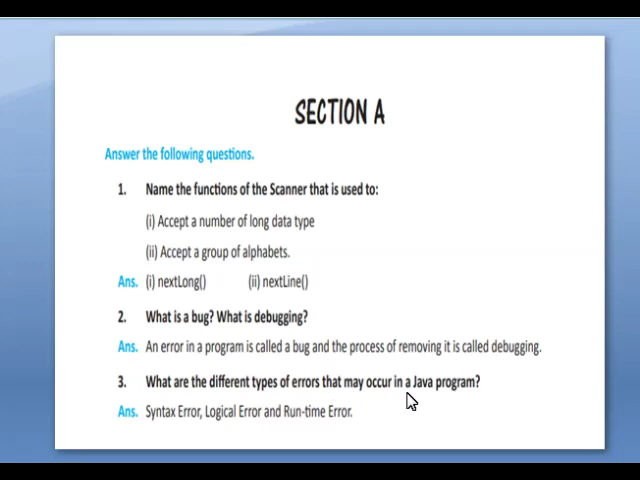 SECTION A
Answer the following questions.
1. Name the functions of the Scanner that is used to:
(i) Accept a number of long data type
(ii) Accept a group of alphabets.
Ans. (i) nextLong() (ii) nextLine()
2. What is a bug? What is debugging?
Ans. An error in a program is called a bug and the process of removing it is called debugging.
3. What are the different types of errors that may occur in a Java program?
Ans. Syntax Error, Logical Error and Run-time Error.